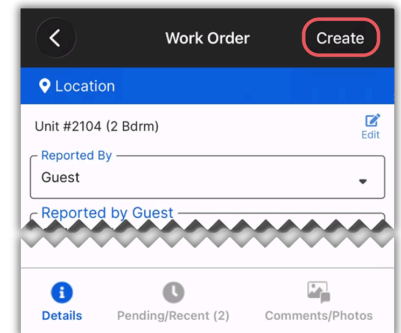 Work Order
Create
Location
Unit #2104 (2 Bdrm)
Edit
Reported By
Guest
Reported by Guest
Details
Pending/Recent (2)
Comments/Photos